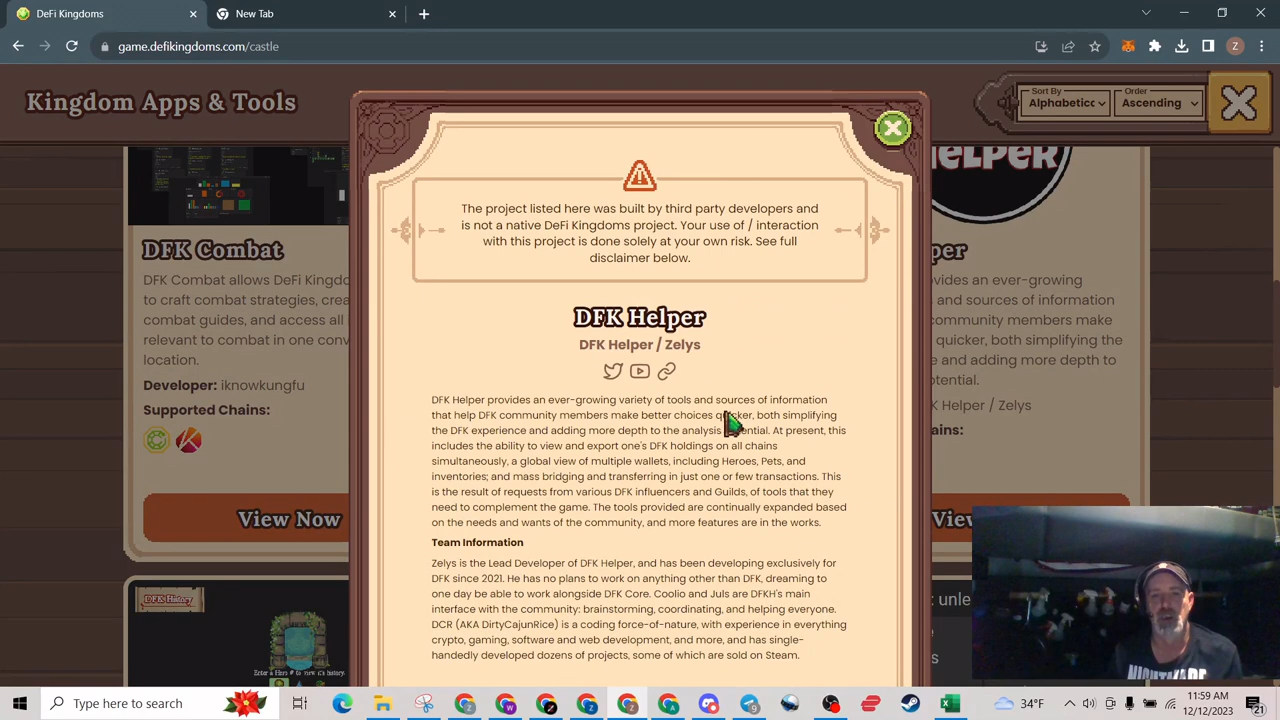 DeFi Kingdoms
New Tab
game.defikingdoms.com/castle
Z
Kingdom Apps & Tools
Sort By
Alphabetic
Order
Ascending
DFK Combat
DFK Combat allows DeFi Kingd
to craft combat strategies, crea
combat guides, and access all
relevant to combat in one conv
location.
Developer: iknowkungfu
Supported Chains:
View Now
DFK History
The project listed here was built by third party developers and
is not a native DeFi Kingdoms project. Your use of / interaction
with this project is done solely at your own risk. See full
disclaimer below.
DFK Helper
DFK Helper / Zelys
DFK Helper provides an ever-growing variety of tools and sources of information
that help DFK community members make better choices quicker, both simplifying
the DFK experience and adding more depth to the analysis potential. At present, this
includes the ability to view and export one's DFK holdings on all chains
simultaneously, a global view of multiple wallets, including Heroes, Pets, and
inventories; and mass bridging and transferring in just one or few transactions. This
is the result of requests from various DFK influencers and Guilds, of tools that they
need to complement the game. The tools provided are continually expanded based
on the needs and wants of the community, and more features are in the works.
Team Information
Zelys is the Lead Developer of DFK Helper, and has been developing exclusively for
DFK since 2021. He has no plans to work on anything other than DFK, dreaming to
one day be able to work alongside DFK Core. Coolio and Juls are DFKH's main
interface with the community: brainstorming, coordinating, and helping everyone.
DCR (AKA DirtyCajunRice) is a coding force-of-nature, with experience in everything
crypto, gaming, software and web development, and more, and has single-
handedly developed dozens of projects, some of which are sold on Steam.
HELPER
per
vides an ever-growing
and sources of information
community members make
quicker, both simplifying
e and adding more depth to
otential.
FK Helper / Zelys
hains:
Vie
d: unle
Type here to search
34°F
11:59 AM
12/12/2023
21